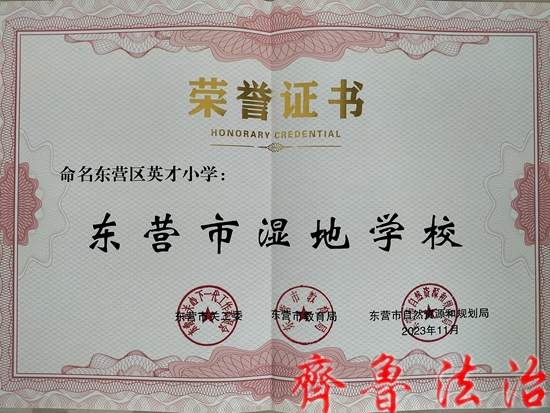 荣誉证书
HONORARY CREDENTIAL
命名东营区英才小学：
东营市湿地学校
东营市关工委 东营市教育局 东营市自然资源和规划局
2023年11月
齐鲁法治